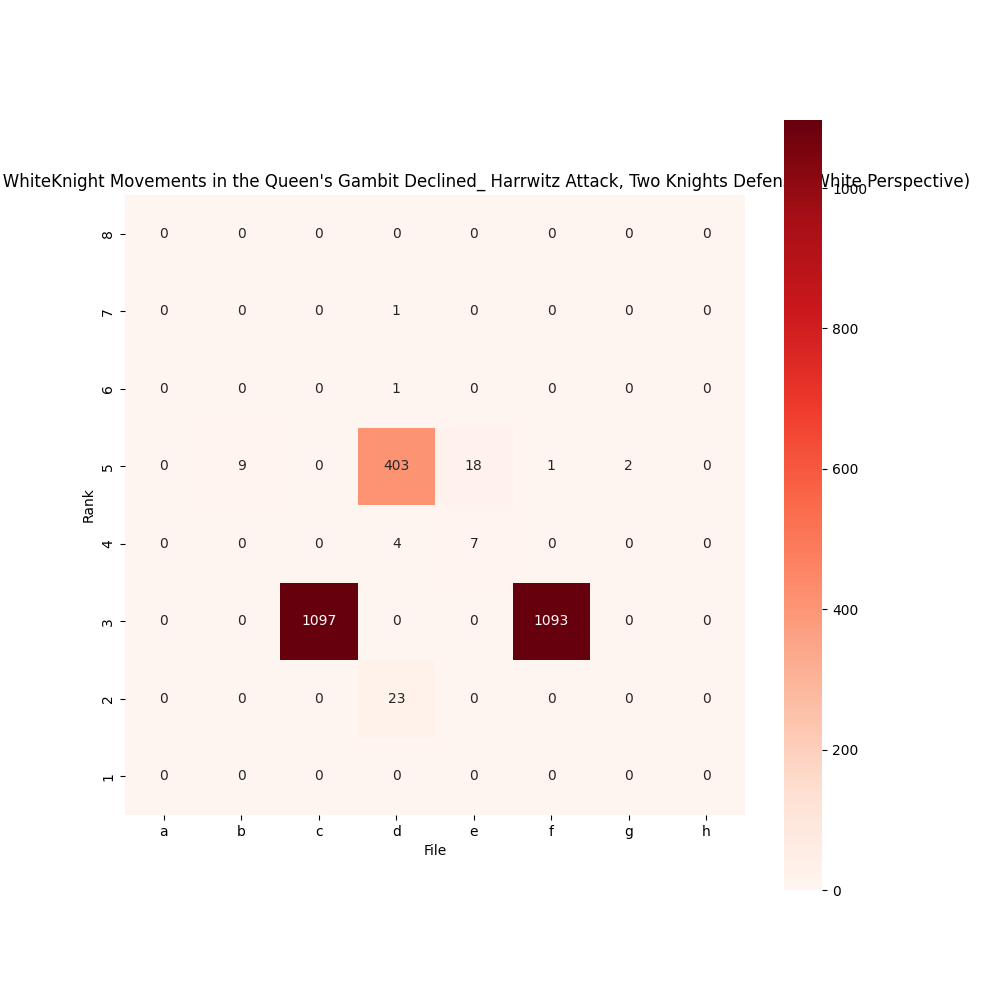 WhiteKnight Movements in the Queen's Gambit Declined_ Harrwitz Attack, Two Knights Perspective)
1000
8 0 0 0 0 0 0 0 0
7 0 0 0 1 0 0 0 0
800
6 0 0 0 1 0 0 0 0
5 0 9 0 403 18 1 2 0
Rank
4 0 0 0 4 7 0 0 0
600
400
3 0 0 1097 0 0 1093 0 0
2 0 0 0 23 0 0 0 0
200
1 0 0 0 0 0 0 0 0
a b c d e f g h
File
0